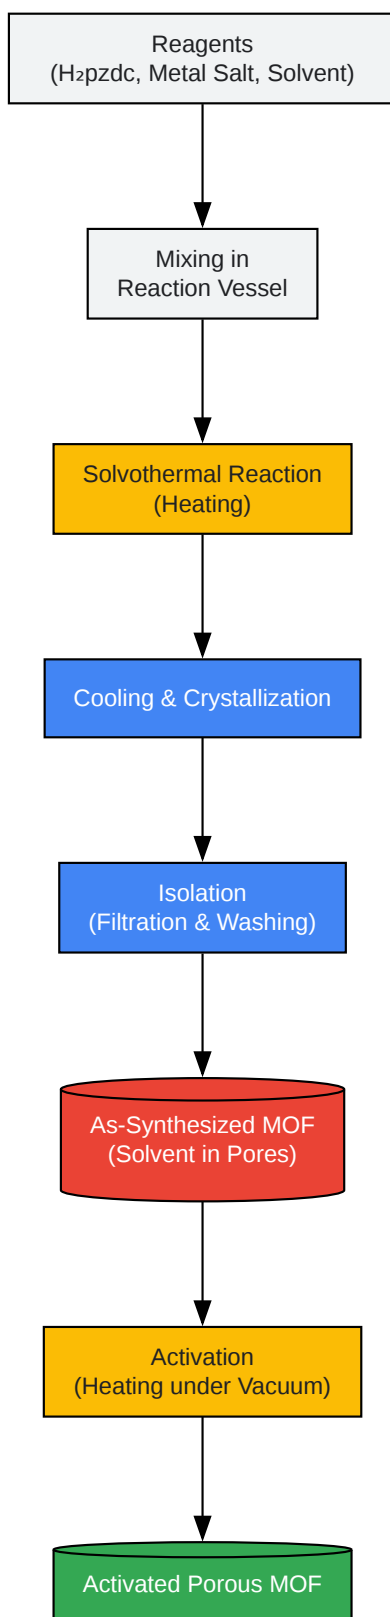 Reagents
(H₂pzdc, Metal Salt, Solvent)
Mixing in
Reaction Vessel
Solvothermal Reaction
(Heating)
Cooling & Crystallization
Isolation
(Filtration & Washing)
As-Synthesized MOF
(Solvent in Pores)
Activation
(Heating under Vacuum)
Activated Porous MOF